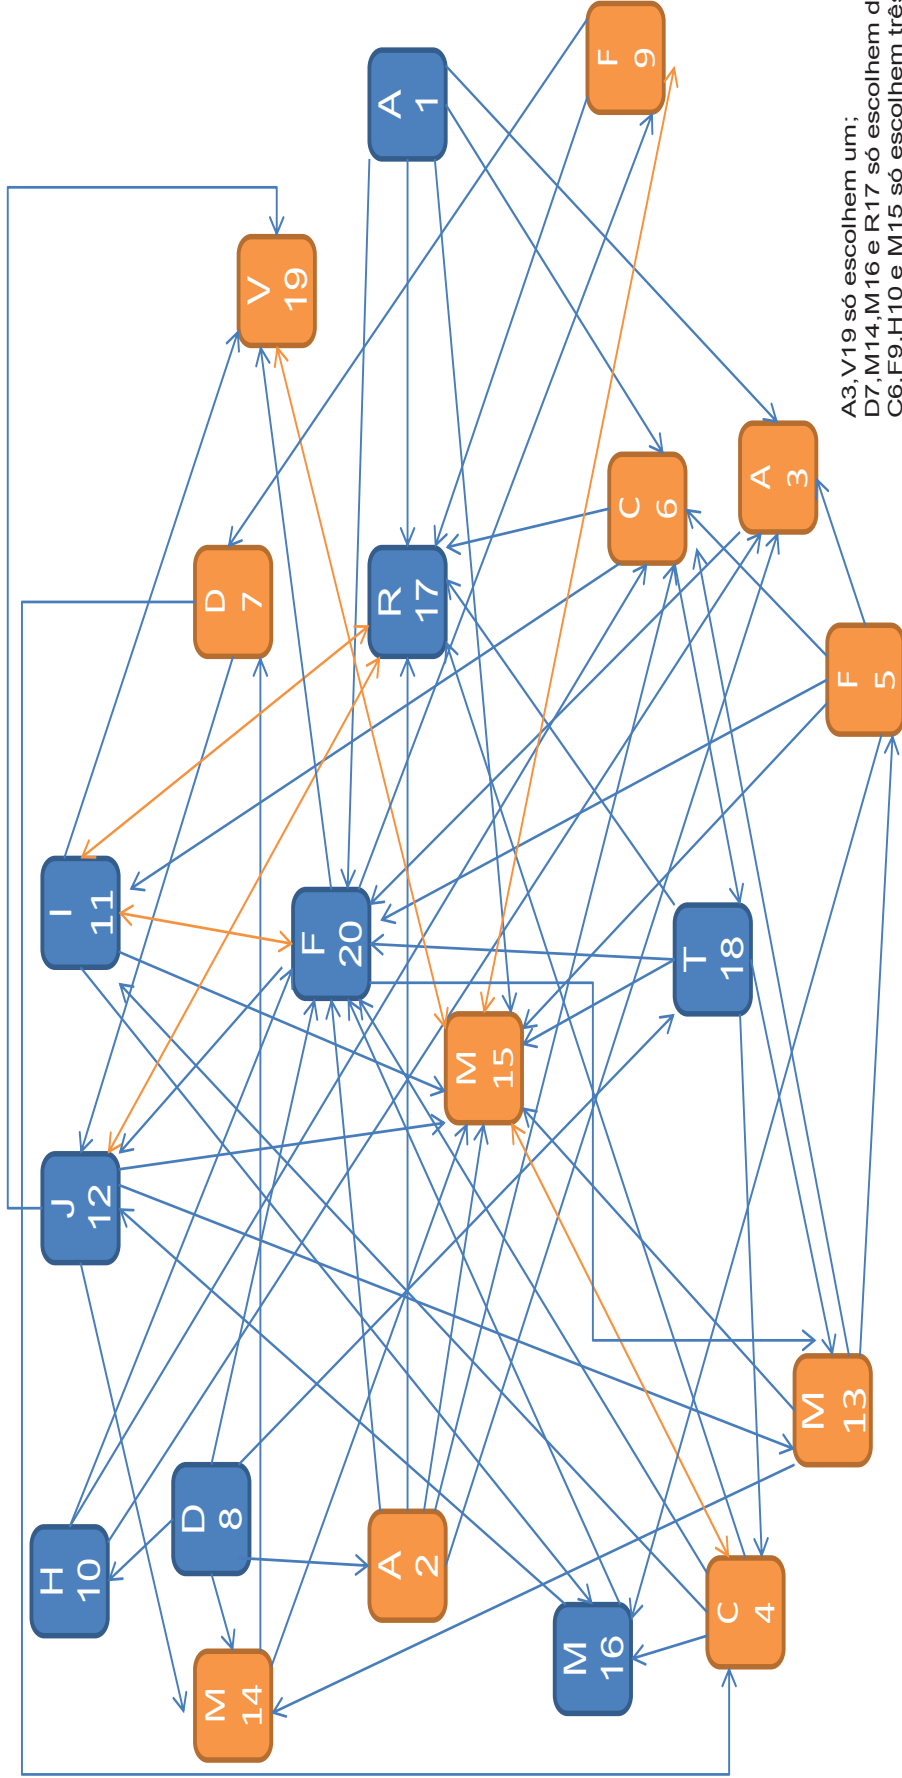 H
10
J
12
I
11
D
8
M
14
D
7
V
19
F
20
A
2
R
17
A
1
M
15
M
16
C
6
F
9
T
18
C
4
A
3
M
13
F
5
A3,V19 só escolhem um;
D7,M14,M16 e R17 só escolhem
C6,F9,H10 e M15 só escolhem três